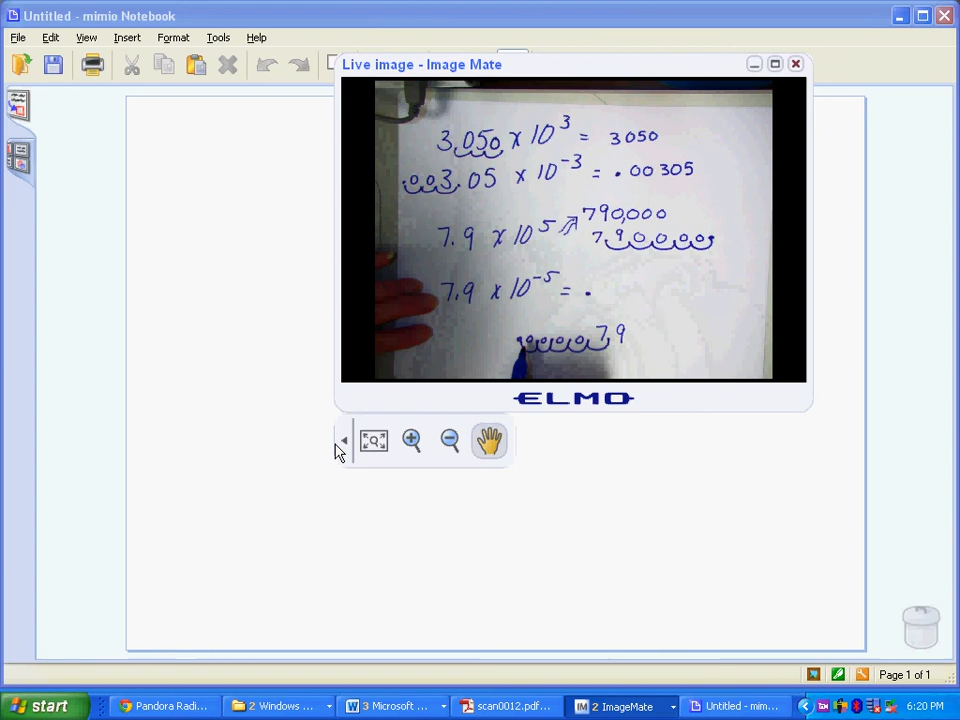 Untitled - mimio Notebook
File Edit View Insert Format Tools Help
Live image - Image Mate
3.050 x 10^3 = 3050
.003.05 x 10^-3 = .00305
7.9 x 10^5 ↗ 790,000
7.90000.
7.9 x 10^-5 = .
.00007.9
ELMO
Page 1 of 1
start Pandora Radi... 2 Windows ... 3 Microsoft ... scan0012.pdf... 2 ImageMate Untitled - mim... 6:20 PM